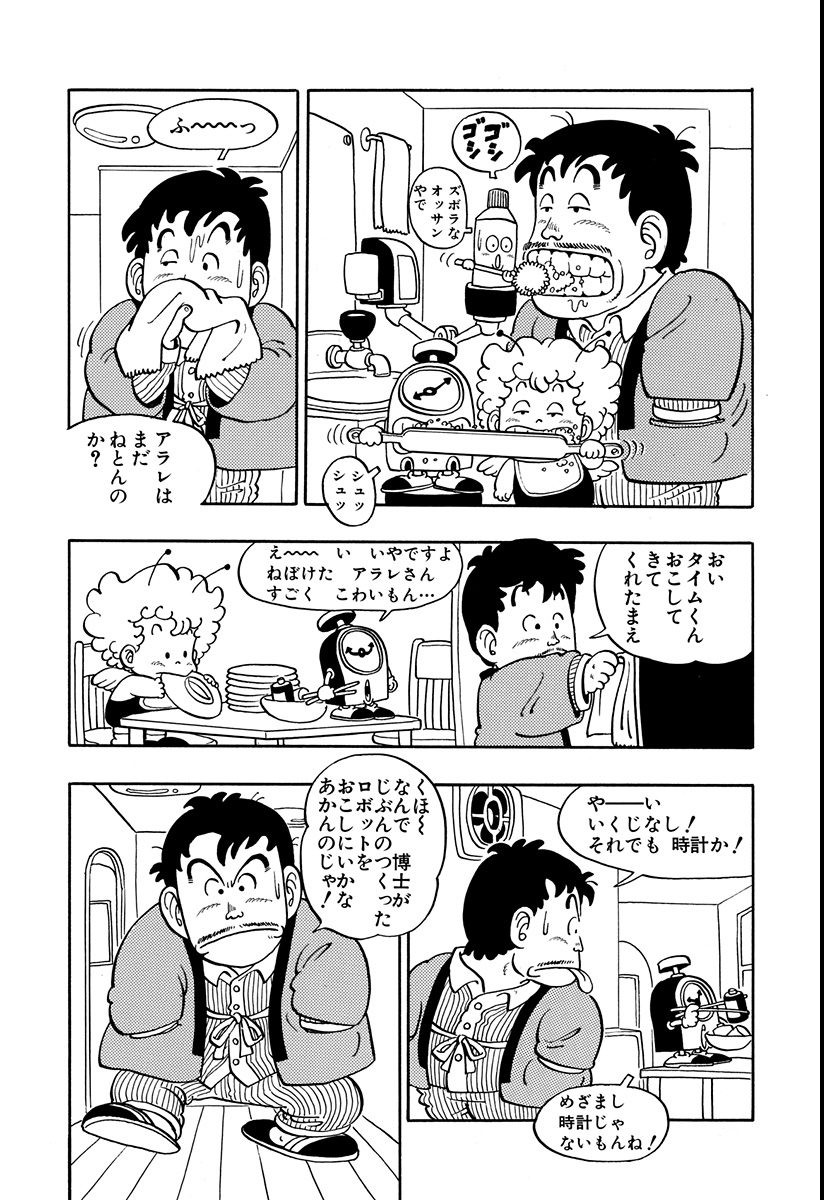 ゴシ
ゴシ
ズボラな
オッサン
やで
シュッ
シュッ
ふ〜〜〜っ
アラレは
まだ
ねとんの
か?
おい
タイムくん
おこして
きて
くれたまえ
え〜〜〜 い いやですよ
ねぼけた アラレさん
すごく こわいもん…
や――い
いくじなし!
それでも 時計か!
めざまし
時計じゃ
ないもんね!
くほ〜
なんで 博士が
じぶんのつくった
ロボットを
おこしにいかな
あかんのじゃ!